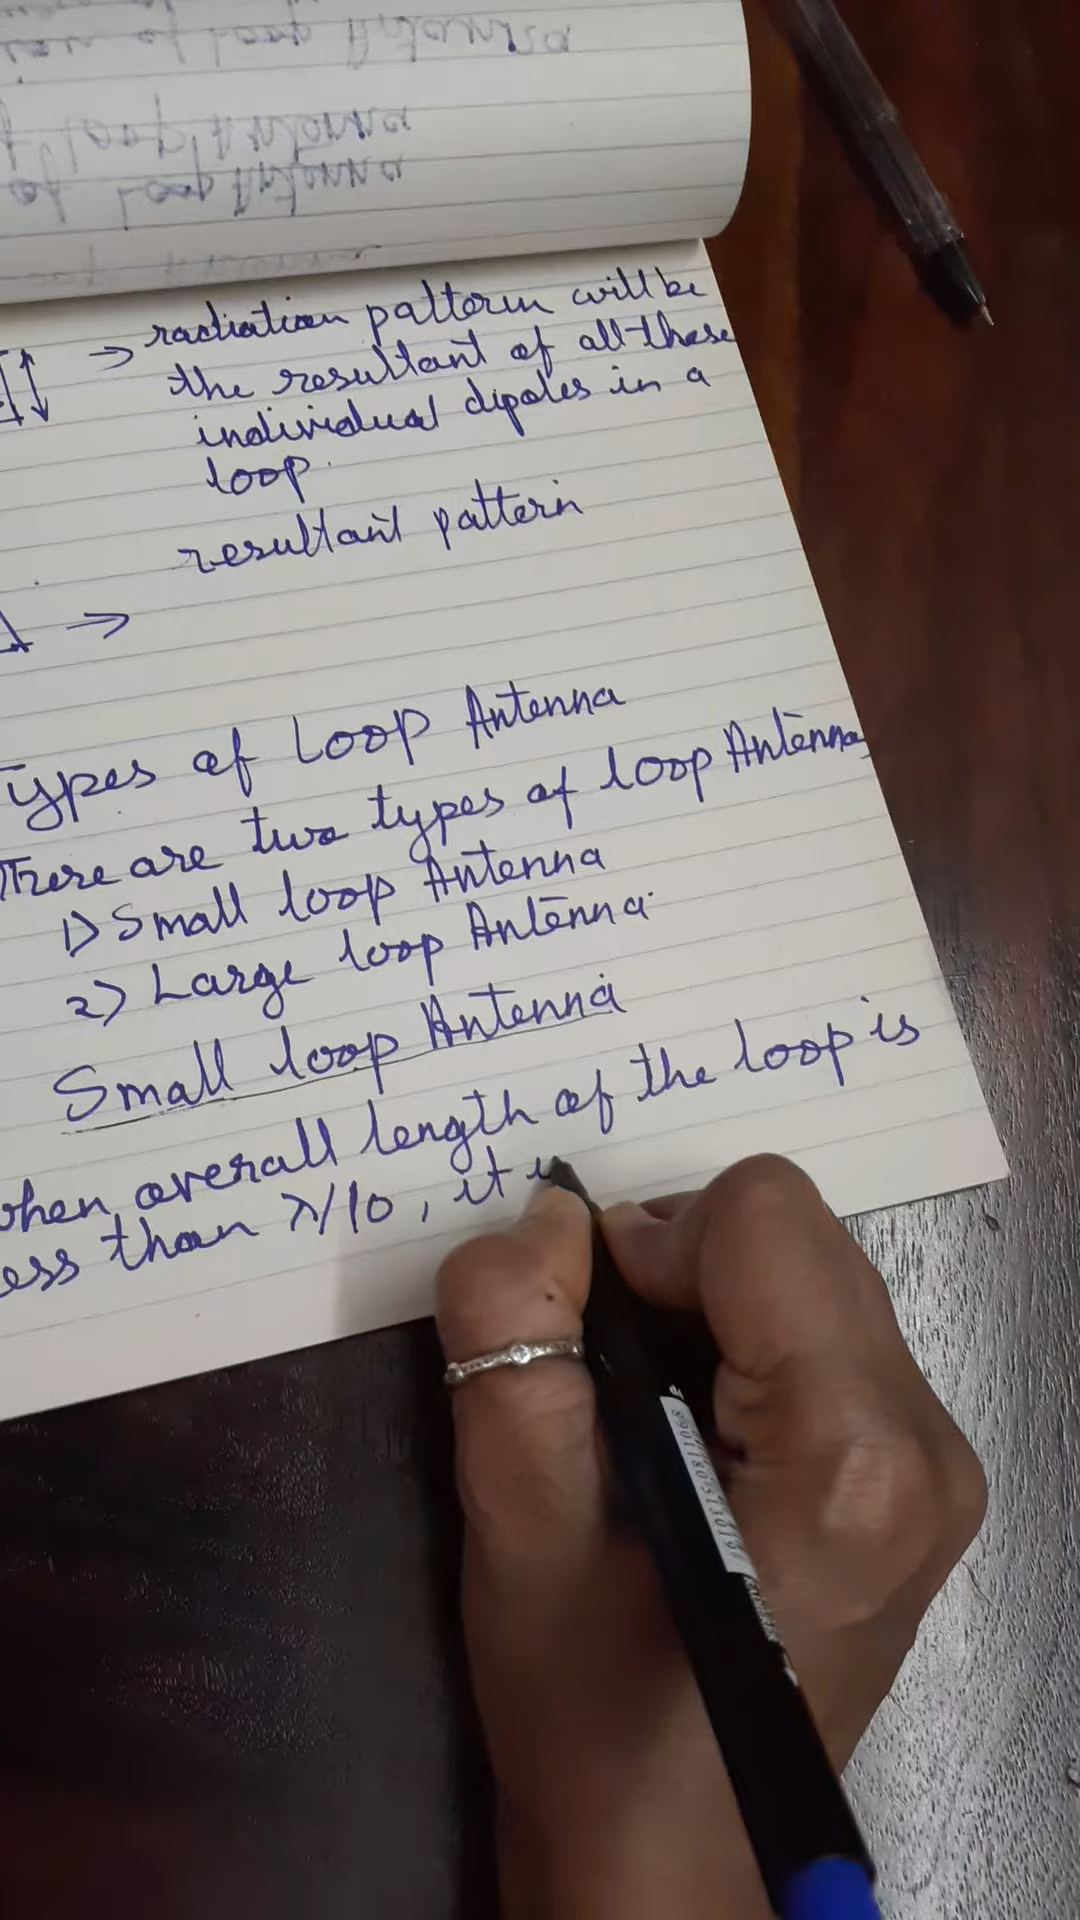 radiation pattern will be
the resultant of all these
individual dipoles in a
loop.
resultant pattern
Types of Loop Antenna
There are two types of loop Antenna
1) Small loop Antenna
2) Large loop Antenna
Small loop Antenna
when overall length of the loop is
less than λ/10, it